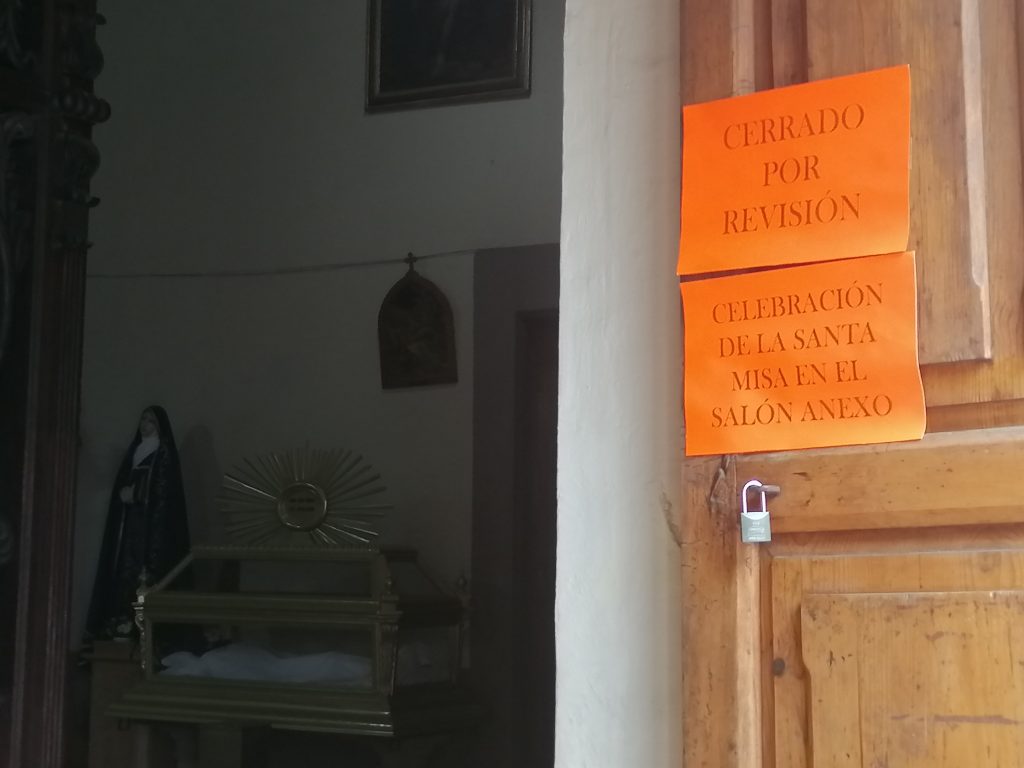 CERRADO
POR
REVISIÓN
CELEBRACIÓN
DE LA SANTA
MISA EN EL
SALÓN ANEXO